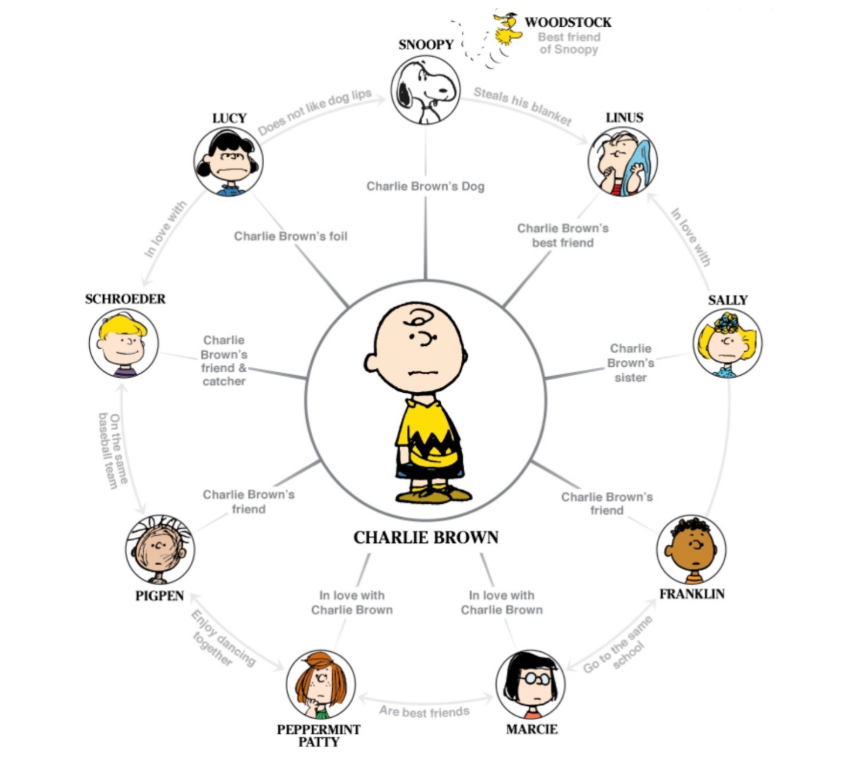 WOODSTOCK
Best friend
of Snoopy
SNOOPY
Does not like dog lips
Steals his blanket
LUCY
LINUS
Charlie Brown's Dog
Charlie Brown's foil
Charlie Brown's
best friend
In love with
In love with
SCHROEDER
SALLY
Charlie
Brown's
friend &
catcher
Charlie
Brown's
sister
On the same
baseball team
Charlie Brown's
friend
Charlie Brown's
friend
CHARLIE BROWN
PIGPEN
FRANKLIN
In love with
Charlie Brown
In love with
Charlie Brown
Enjoy dancing
together
Go to the same
school
Are best friends
PEPPERMINT
PATTY
MARCIE